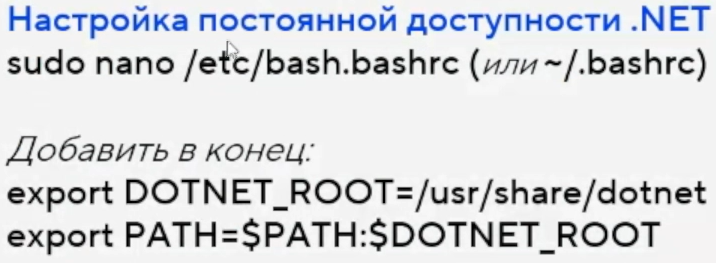 Настройка постоянной доступности .NET
sudo nano /etc/bash.bashrc (или ~/.bashrc)
Добавить в конец:
export DOTNET_ROOT=/usr/share/dotnet
export PATH=$PATH:$DOTNET_ROOT